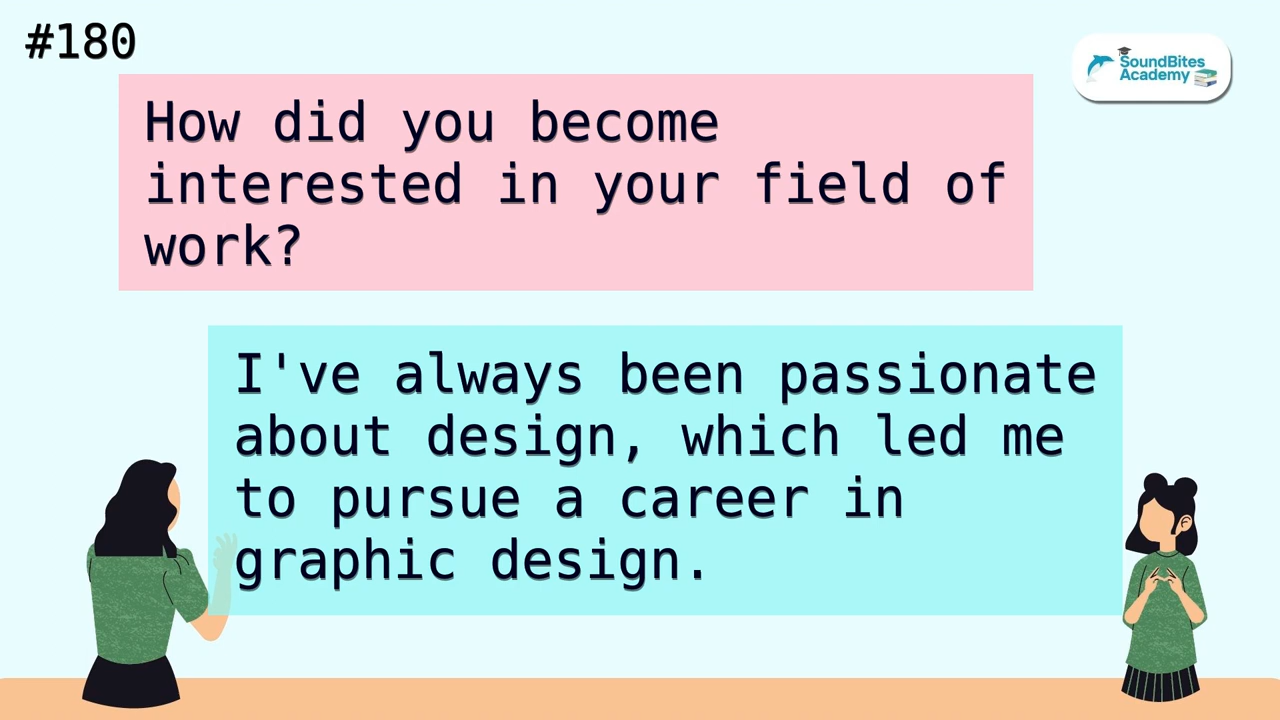 #180
SoundBites
Academy
How did you become
interested in your field of
work?
I've always been passionate
about design, which led me
to pursue a career in
graphic design.